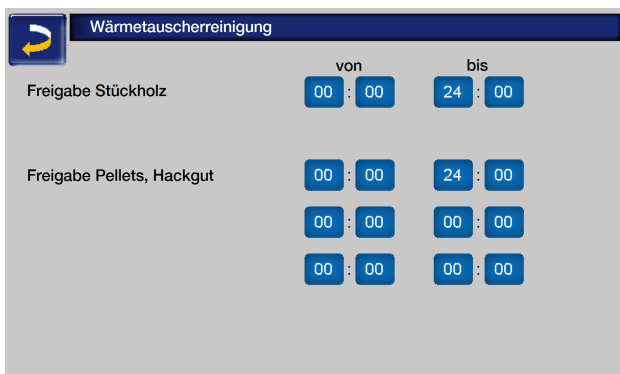 Wärmetauscherreinigung
von bis
Freigabe Stückholz 00 : 00 24 : 00
Freigabe Pellets, Hackgut 00 : 00 24 : 00
00 : 00 00 : 00
00 : 00 00 : 00